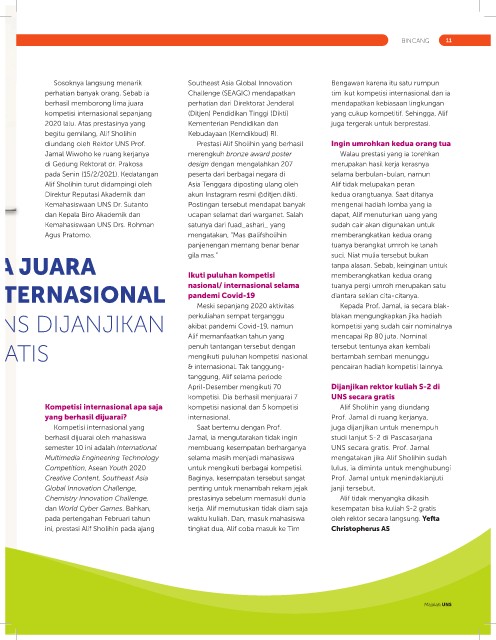 BINCANG 11
A JUARA
TERNASIONAL
NS DIJANJIKAN
ATIS
Sosoknya langsung menarik
perhatian banyak orang. Sebab ia
berhasil memborong lima juara
kompetisi internasional sepanjang
2020 lalu. Atas prestasinya yang
begitu gemilang, Alif Sholihin
diundang oleh Rektor UNS Prof.
Jamal Wiwoho ke ruang kerjanya
di Gedung Rektorat dr. Prakosa
pada Senin (15/2/2021). Kedatangan
Alif Sholihin turut didampingi oleh
Direktur Reputasi Akademik dan
Kemahasiswaan UNS Dr. Sutanto
dan Kepala Biro Akademik dan
Kemahasiswaan UNS Drs. Rohman
Agus Pratomo.
Kompetisi internasional apa saja
yang berhasil dijuarai?
Kompetisi internasional yang
berhasil dijuarai oleh mahasiswa
semester 10 ini adalah International
Multimedia Engineering Technology
Competition, Asean Youth 2020
Creative Content, Southeast Asia
Global Innovation Challenge,
Chemistry Innovation Challenge,
dan World Cyber Games. Bahkan,
pada pertengahan Februari tahun
ini, prestasi Alif Sholihin pada ajang
Southeast Asia Global Innovation
Challenge (SEAGIC) mendapatkan
perhatian dari Direktorat Jenderal
(Ditjen) Pendidikan Tinggi (Dikti)
Kementerian Pendidikan dan
Kebudayaan (Kemdikbud) RI.
Prestasi Alif Sholihin yang berhasil
merengkuh bronze award poster
design dengan mengalahkan 207
peserta dari berbagai negara di
Asia Tenggara diposting ulang oleh
akun Instagram resmi @ditjen.dikti.
Postingan tersebut mendapat banyak
ucapan selamat dari warganet. Salah
satunya dari fuad_ashari_ yang
mengatakan, "Mas @alifsholihin
panjenengan memang benar benar
gila mas."
Ikuti puluhan kompetisi
nasional/ internasional selama
pandemi Covid-19
Meski sepanjang 2020 aktivitas
perkuliahan sempat terganggu
akibat pandemi Covid-19, namun
Alif memanfaatkan tahun yang
penuh tantangan tersebut dengan
mengikuti puluhan kompetisi nasional
& internasional. Tak tanggung-
tanggung, Alif selama periode
April-Desember mengikuti 70
kompetisi. Dia berhasil menjuarai 7
kompetisi nasional dan 5 kompetisi
internasional.
Saat bertemu dengan Prof.
Jamal, ia mengutarakan tidak ingin
membuang kesempatan berharganya
selama masih menjadi mahasiswa
untuk mengikuti berbagai kompetisi.
Baginya, kesempatan tersebut sangat
penting untuk menambah rekam jejak
prestasinya sebelum memasuki dunia
kerja. Alif memutuskan tidak diam saja
waktu kuliah. Dan, masuk mahasiswa
tingkat dua, Alif coba masuk ke Tim
Bengawan karena itu satu rumpun
tim ikut kompetisi internasional dan ia
mendapatkan kebiasaan lingkungan
yang cukup kompetitif. Sehingga, Alif
juga tergerak untuk berprestasi.
Ingin umrohkan kedua orang tua
Walau prestasi yang ia torehkan
merupakan hasil kerja kerasnya
selama berbulan-bulan, namun
Alif tidak melupakan peran
kedua orangtuanya. Saat ditanya
mengenai hadiah lomba yang ia
dapat, Alif menuturkan uang yang
sudah cair akan digunakan untuk
memberangkatkan kedua orang
tuanya berangkat umroh ke tanah
suci. Niat mulia tersebut bukan
tanpa alasan. Sebab, keinginan untuk
memberangkatkan kedua orang
tuanya pergi umroh merupakan satu
diantara sekian cita-citanya.
Kepada Prof. Jamal, ia secara blak-
blakan mengungkapkan jika hadiah
kompetisi yang sudah cair nominalnya
mencapai Rp 80 juta. Nominal
tersebut tentunya akan kembali
bertambah sembari menunggu
pencairan hadiah kompetisi lainnya.
Dijanjikan rektor kuliah S-2 di
UNS secara gratis
Alif Sholihin yang diundang
Prof. Jamal di ruang kerjanya,
juga dijanjikan untuk menempuh
studi lanjut S-2 di Pascasarjana
UNS secara gratis. Prof. Jamal
mengatakan jika Alif Sholihin sudah
lulus, ia diminta untuk menghubungi
Prof. Jamal untuk menindaklanjuti
janji tersebut.
Alif tidak menyangka dikasih
kesempatan bisa kuliah S-2 gratis
oleh rektor secara langsung. Yefta
Christopherus AS
Majalah UNS